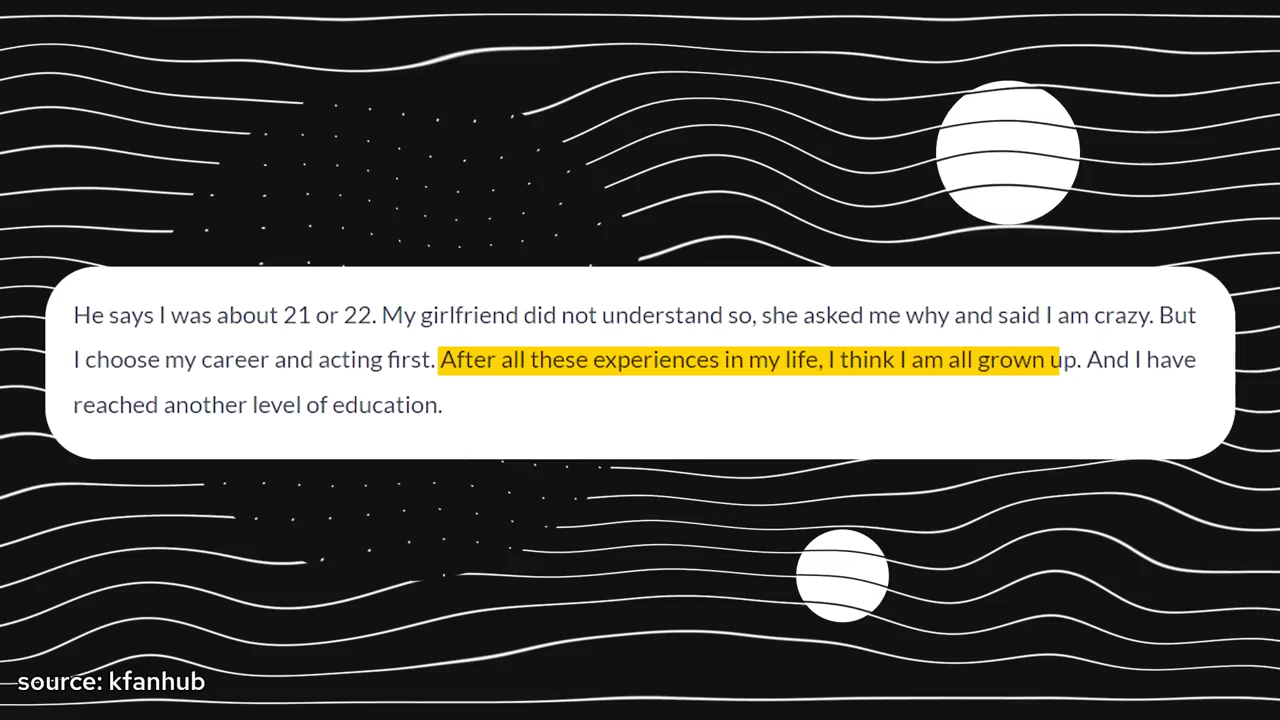 He says I was about 21 or 22. My girlfriend did not understand so, she asked me why and said I am crazy. But
I choose my career and acting first. After all these experiences in my life, I think I am all grown up. And I have
reached another level of education.
source: kfanhub